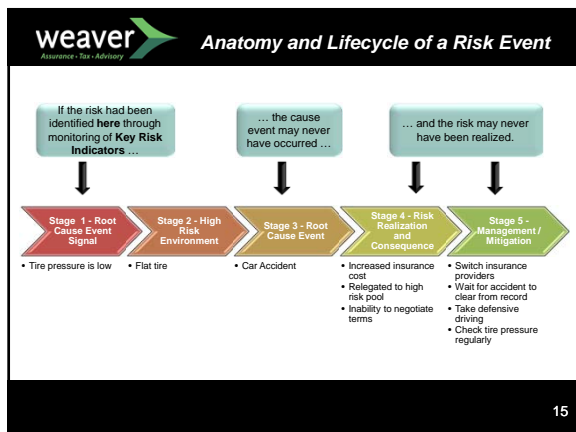 weaver
Assurance • Tax • Advisory
Anatomy and Lifecycle of a Risk Event
If the risk had been
identified here through
monitoring of Key Risk
Indicators …
… the cause
event may never
have occurred …
… and the risk may never
have been realized.
Stage 1 - Root
Cause Event
Signal
Stage 2 - High
Risk
Environment
Stage 3 - Root
Cause Event
Stage 4 - Risk
Realization
and
Consequence
Stage 5 -
Management /
Mitigation
• Tire pressure is low
• Flat tire
• Car Accident
• Increased insurance
cost
• Relegated to high
risk pool
• Inability to negotiate
terms
• Switch insurance
providers
• Wait for accident to
clear from record
• Take defensive
driving
• Check tire pressure
regularly
15